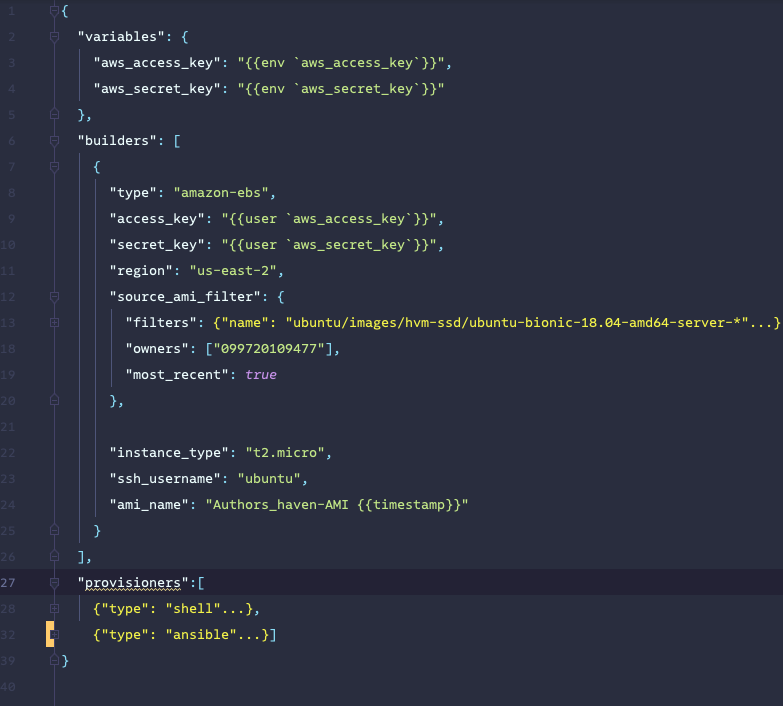 1 {
2 "variables": {
3 "aws_access_key": "{{env `aws_access_key`}}",
4 "aws_secret_key": "{{env `aws_secret_key`}}"
5 },
6 "builders": [
7 {
8 "type": "amazon-ebs",
9 "access_key": "{{user `aws_access_key`}}",
10 "secret_key": "{{user `aws_secret_key`}}",
11 "region": "us-east-2",
12 "source_ami_filter": {
13 "filters": {"name": "ubuntu/images/hvm-ssd/ubuntu-bionic-18.04-amd64-server-*"...}
18 "owners": ["099720109477"],
19 "most_recent": true
20 },
21
22 "instance_type": "t2.micro",
23 "ssh_username": "ubuntu",
24 "ami_name": "Authors_haven-AMI {{timestamp}}"
25 }
26 ],
27 "provisioners":[
28 {"type": "shell"...},
32 {"type": "ansible"...}]
39 }
40